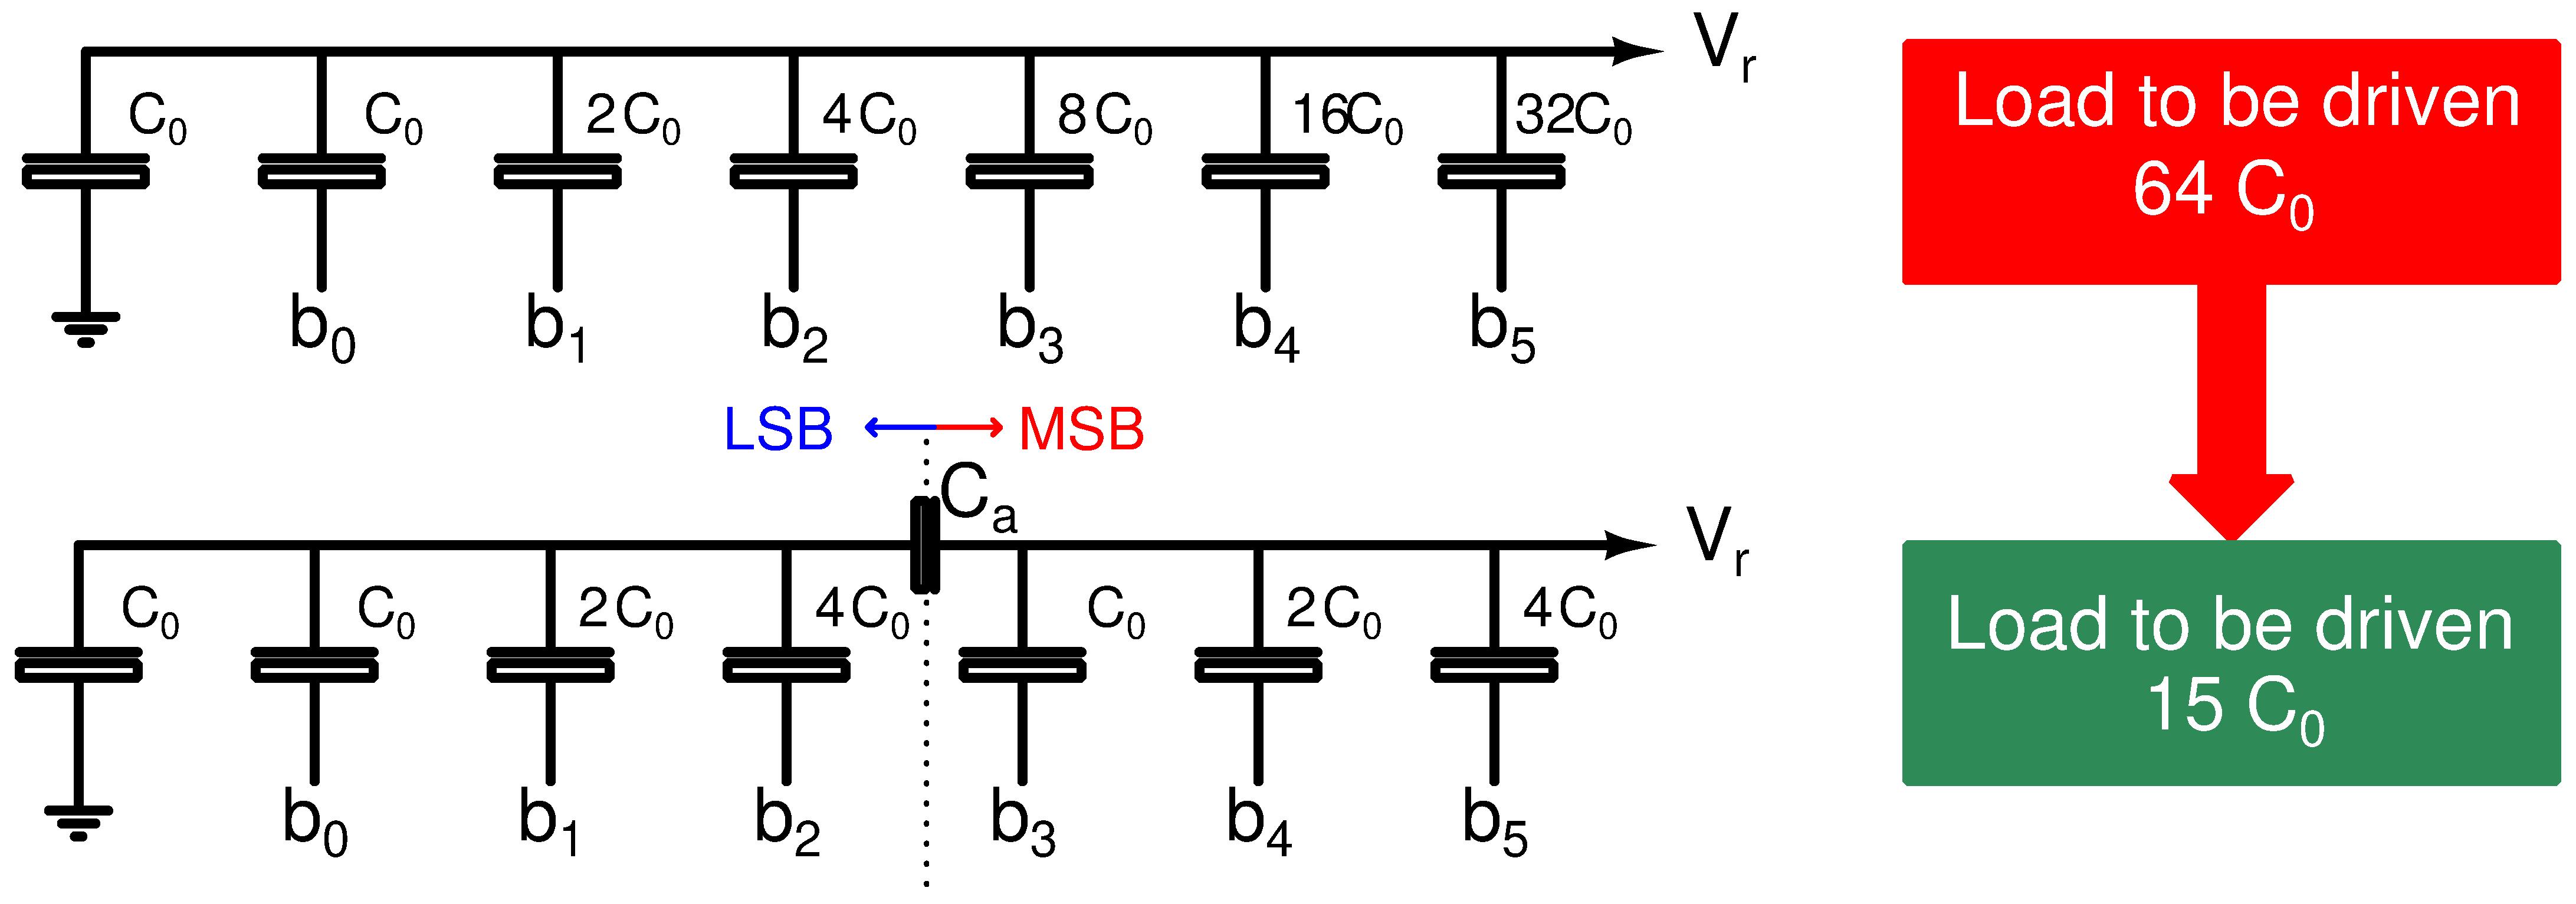 V_r
C_0 C_0 2C_0 4C_0 8C_0 16C_0 32C_0
b_0 b_1 b_2 b_3 b_4 b_5
Load to be driven
64 C_0
LSB MSB
C_a
V_r
C_0 C_0 2C_0 4C_0 C_0 2C_0 4C_0
b_0 b_1 b_2 b_3 b_4 b_5
Load to be driven
15 C_0